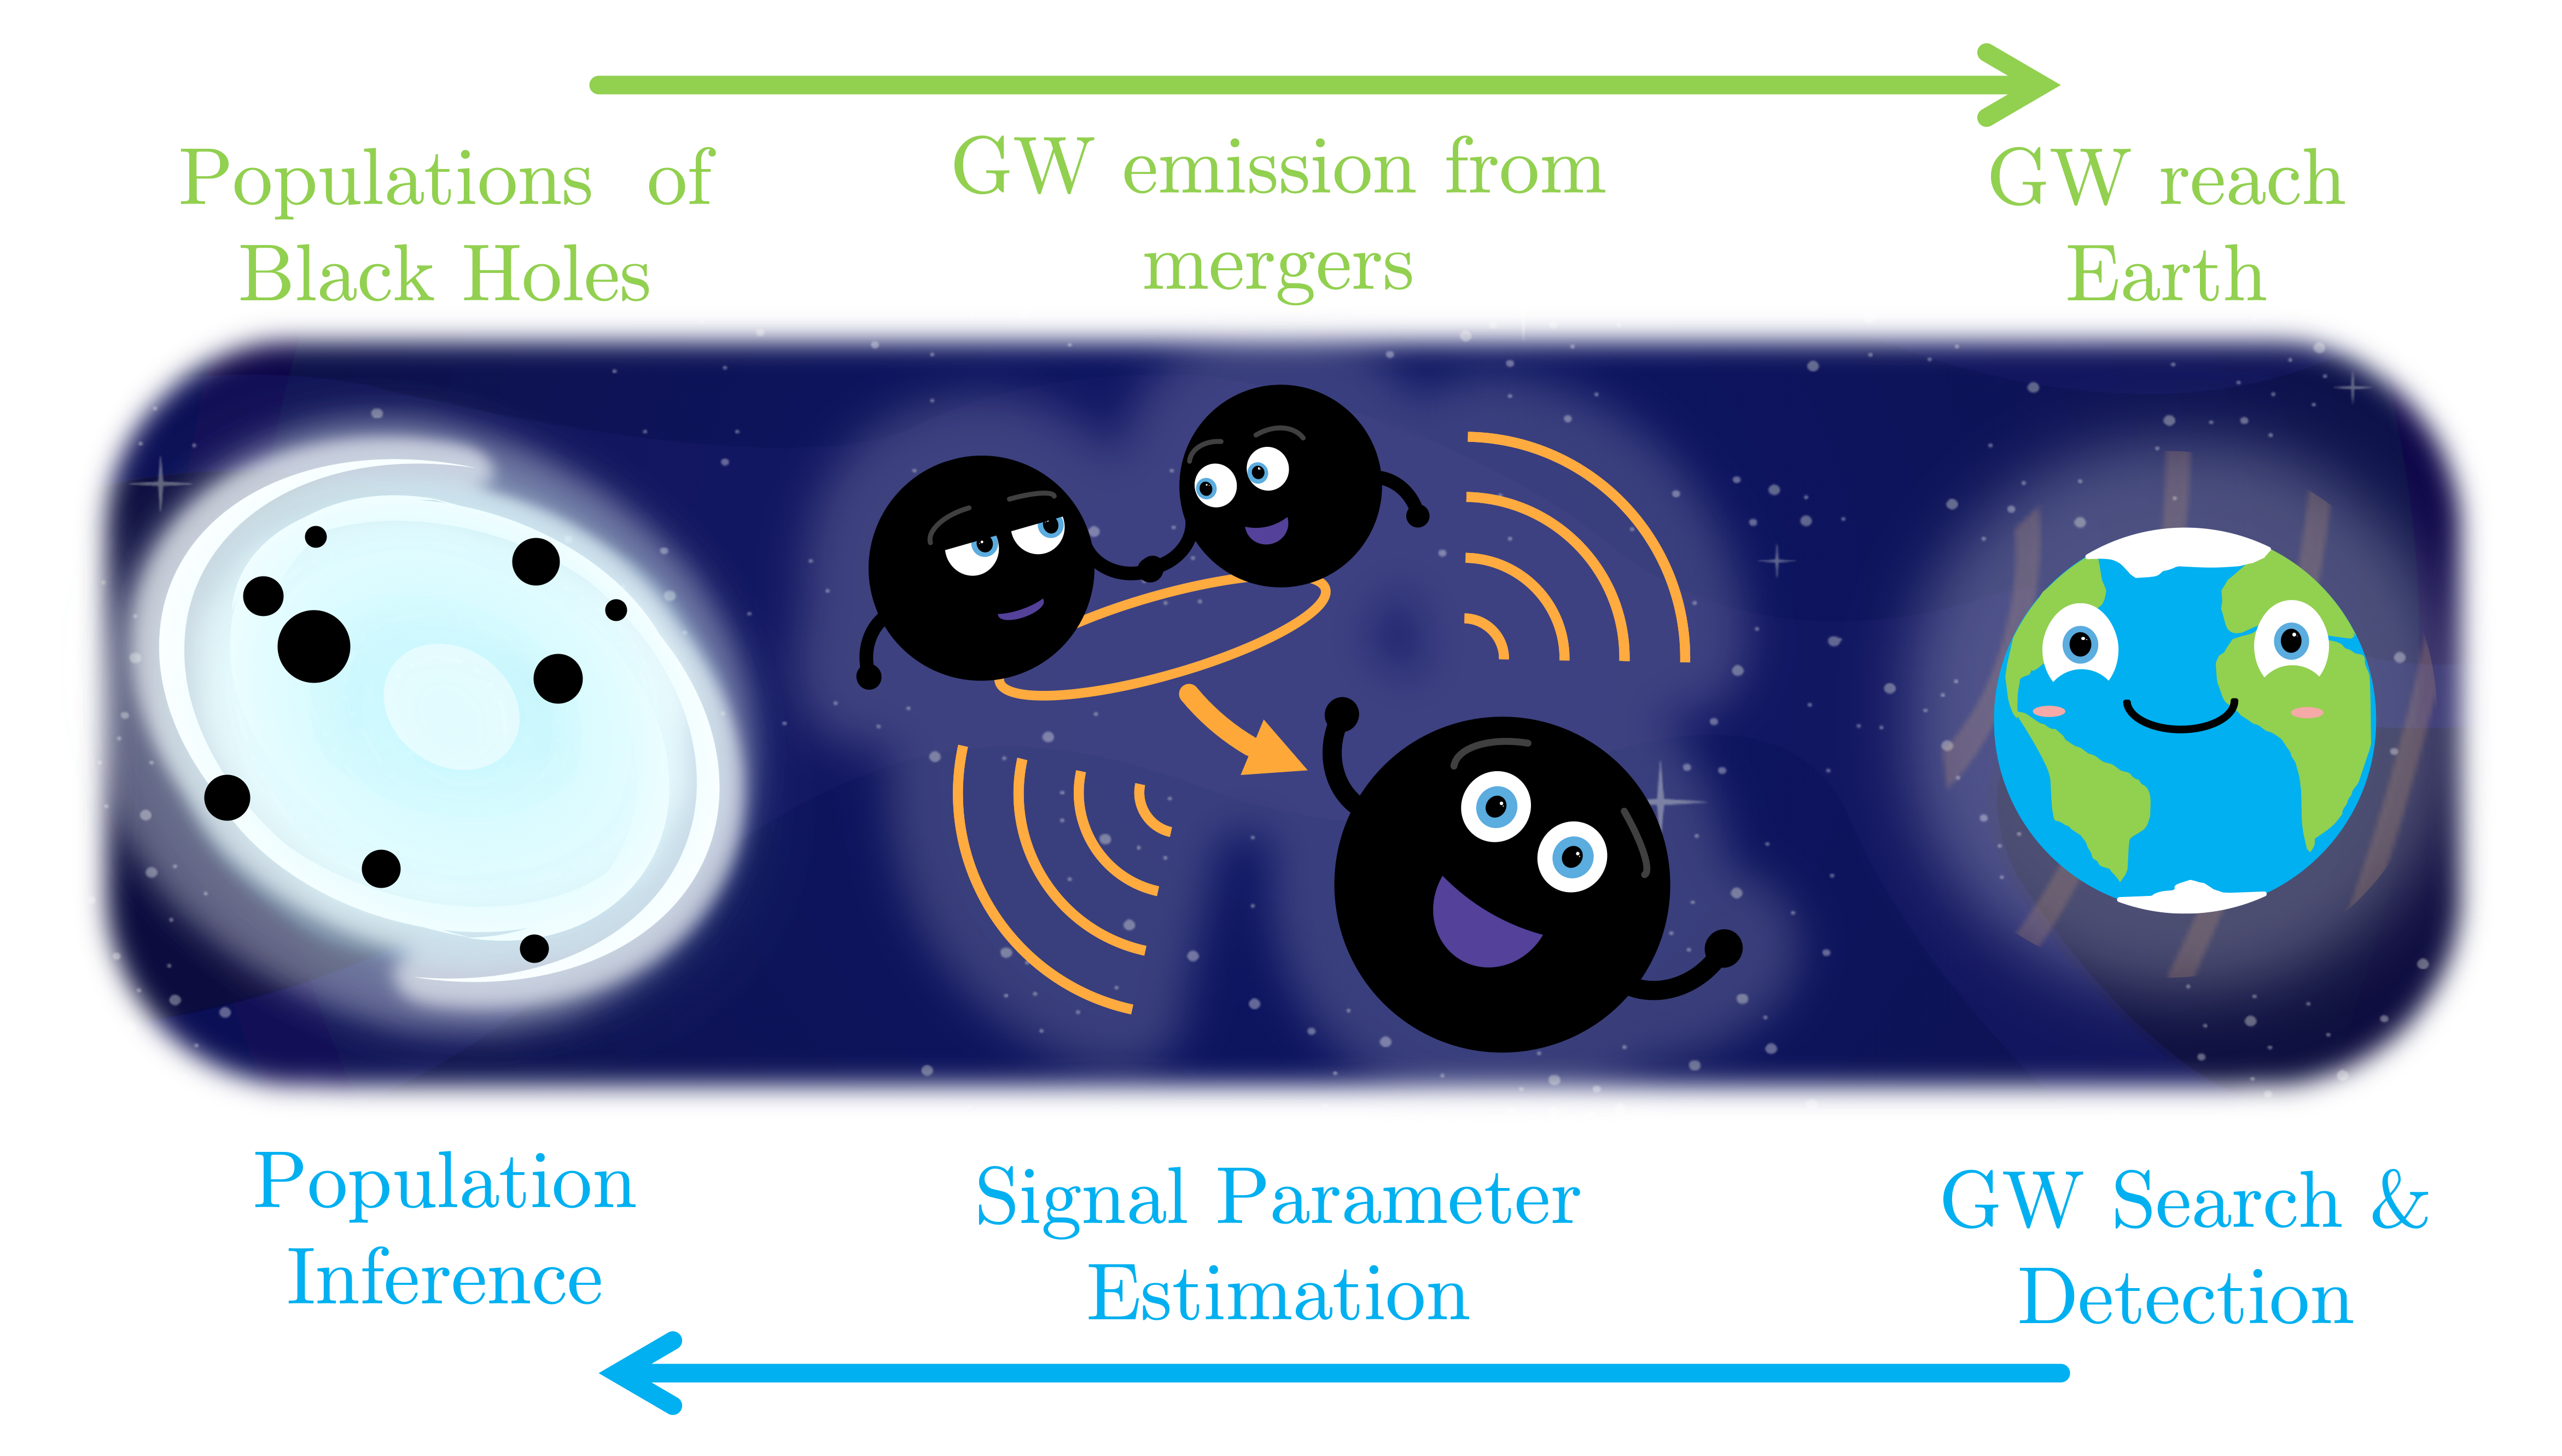 Populations of
Black Holes
GW emission from
mergers
GW reach
Earth
Population
Inference
Signal Parameter
Estimation
GW Search &
Detection